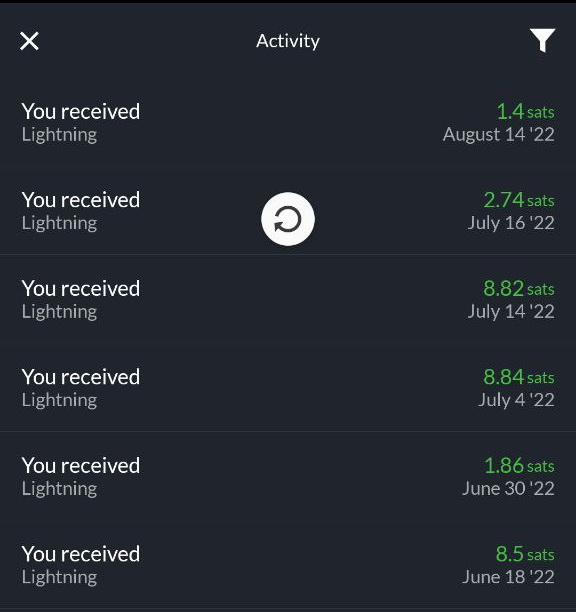 Activity
You received 1.4 sats
Lightning August 14 '22
You received 2.74 sats
Lightning July 16 '22
You received 8.82 sats
Lightning July 14 '22
You received 8.84 sats
Lightning July 4 '22
You received 1.86 sats
Lightning June 30 '22
You received 8.5 sats
Lightning June 18 '22